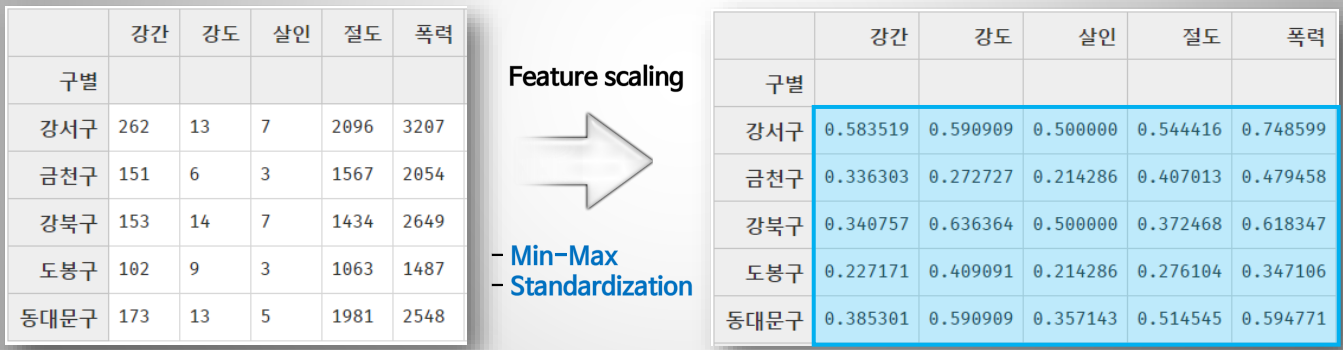 강간 강도 살인 절도 폭력
구별
강서구 262 13 7 2096 3207
금천구 151 6 3 1567 2054
강북구 153 14 7 1434 2649
도봉구 102 9 3 1063 1487
동대문구 173 13 5 1981 2548
Feature scaling
- Min-Max
- Standardization
강간 강도 살인 절도 폭력
구별
강서구 0.583519 0.590909 0.500000 0.544416 0.748599
금천구 0.336303 0.272727 0.214286 0.407013 0.479458
강북구 0.340757 0.636364 0.500000 0.372468 0.618347
도봉구 0.227171 0.409091 0.214286 0.276104 0.347106
동대문구 0.385301 0.590909 0.357143 0.514545 0.594771